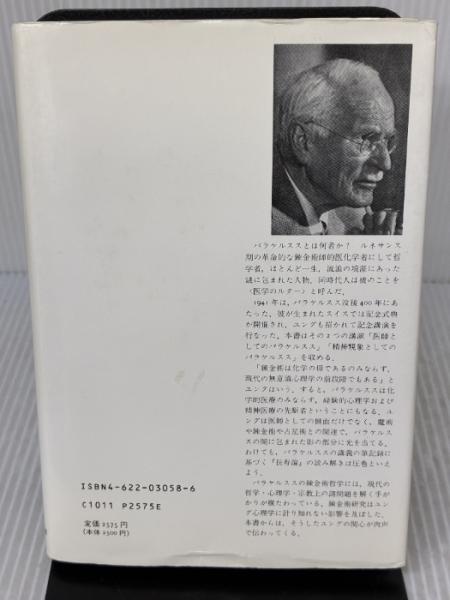 パラケルススとは何者か？　ルネサンス
期の革命的な錬金術師的医化学者にして哲
学者，ほとんど一生，流浪の境涯にあった
謎に包まれた人物，同時代人は彼のことを
〈医学のルター〉と呼んだ．
1941年は，パラケルスス没後400年にあ
たった．彼が生まれたスイスでは記念式典
が開催され，ユングも招かれて記念講演を
行なった．本書はその2つの講演「医師と
してのパラケルスス」「精神現象としての
パラケルスス」を収める．
「錬金術は化学の母であるのみならず，
現代の無意識心理学の前段階でもある」と
ユングはいう．すると，パラケルススは化
学的医療のみならず，経験的心理学および
精神医療の先駆者ということにもなる．ユ
ングは医師としての側面だけでなく，魔術
や錬金術や占星術との関連で，パラケルス
スの闇に包まれた影の部分に光を当てる．
わけても，パラケルススの講義の筆記録に
基づく『長寿論』の読み解きは圧巻といえ
よう．
パラケルススの錬金術哲学には，現代の
哲学・心理学・宗教上の諸問題を解く手が
かりが横たわっている．錬金術研究はユン
グ心理学に計り知れない影響を及ぼした．
本書からは，そうしたユングの関心が肉声
で伝わってくる．
ISBN4-622-03058-6
C1011 P2575E
定価 2575円
(本体 2500円)